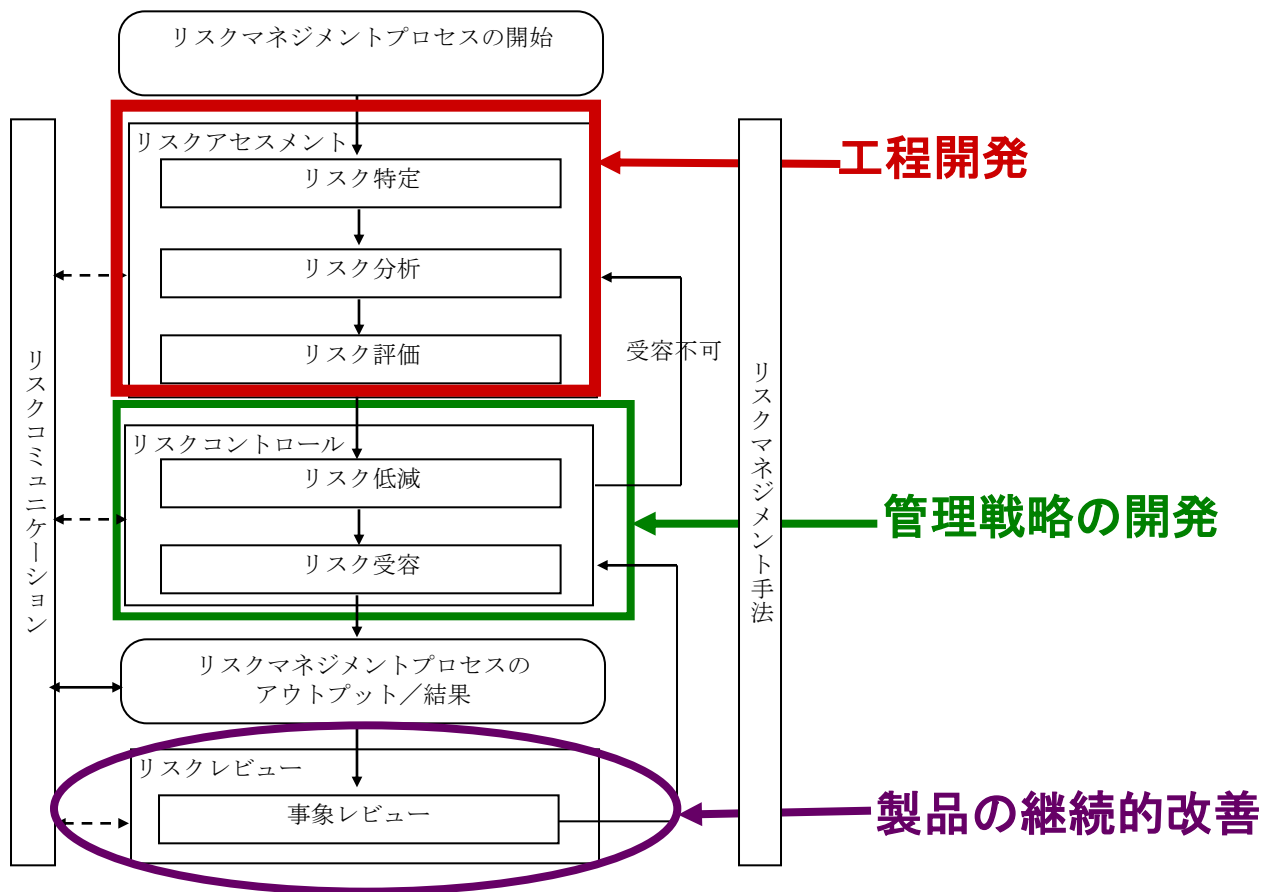 リスクマネジメントプロセスの開始
リスクアセスメント
リスク特定
リスク分析
リスク評価
工程開発
受容不可
リスクコミュニケーション
リスクマネジメント手法
リスクコントロール
リスク低減
リスク受容
管理戦略の開発
リスクマネジメントプロセスの
アウトプット／結果
リスクレビュー
事象レビュー
製品の継続的改善